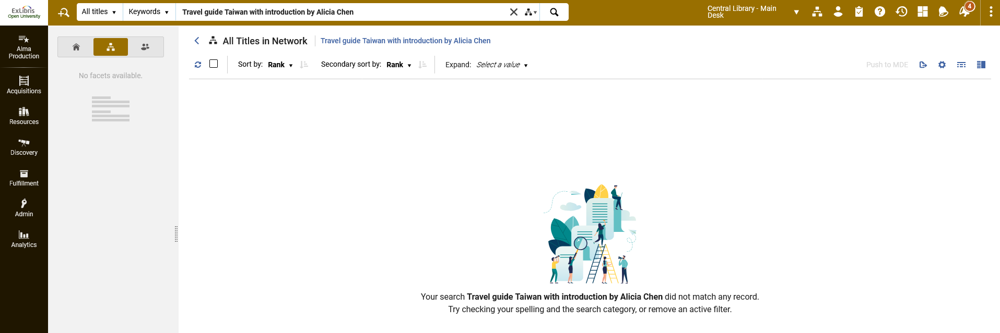 ExLibris
Open University
All titles
Keywords
Travel guide Taiwan with introduction by Alicia Chen
Central Library - Main
Desk
4
Alma
Production
Acquisitions
Resources
Discovery
Fulfillment
Admin
Analytics
No facets available.
All Titles in Network
Travel guide Taiwan with introduction by Alicia Chen
Sort by: Rank
Secondary sort by: Rank
Expand: Select a value
Push to MDE
Your search Travel guide Taiwan with introduction by Alicia Chen did not match any record.
Try checking your spelling and the search category, or remove an active filter.